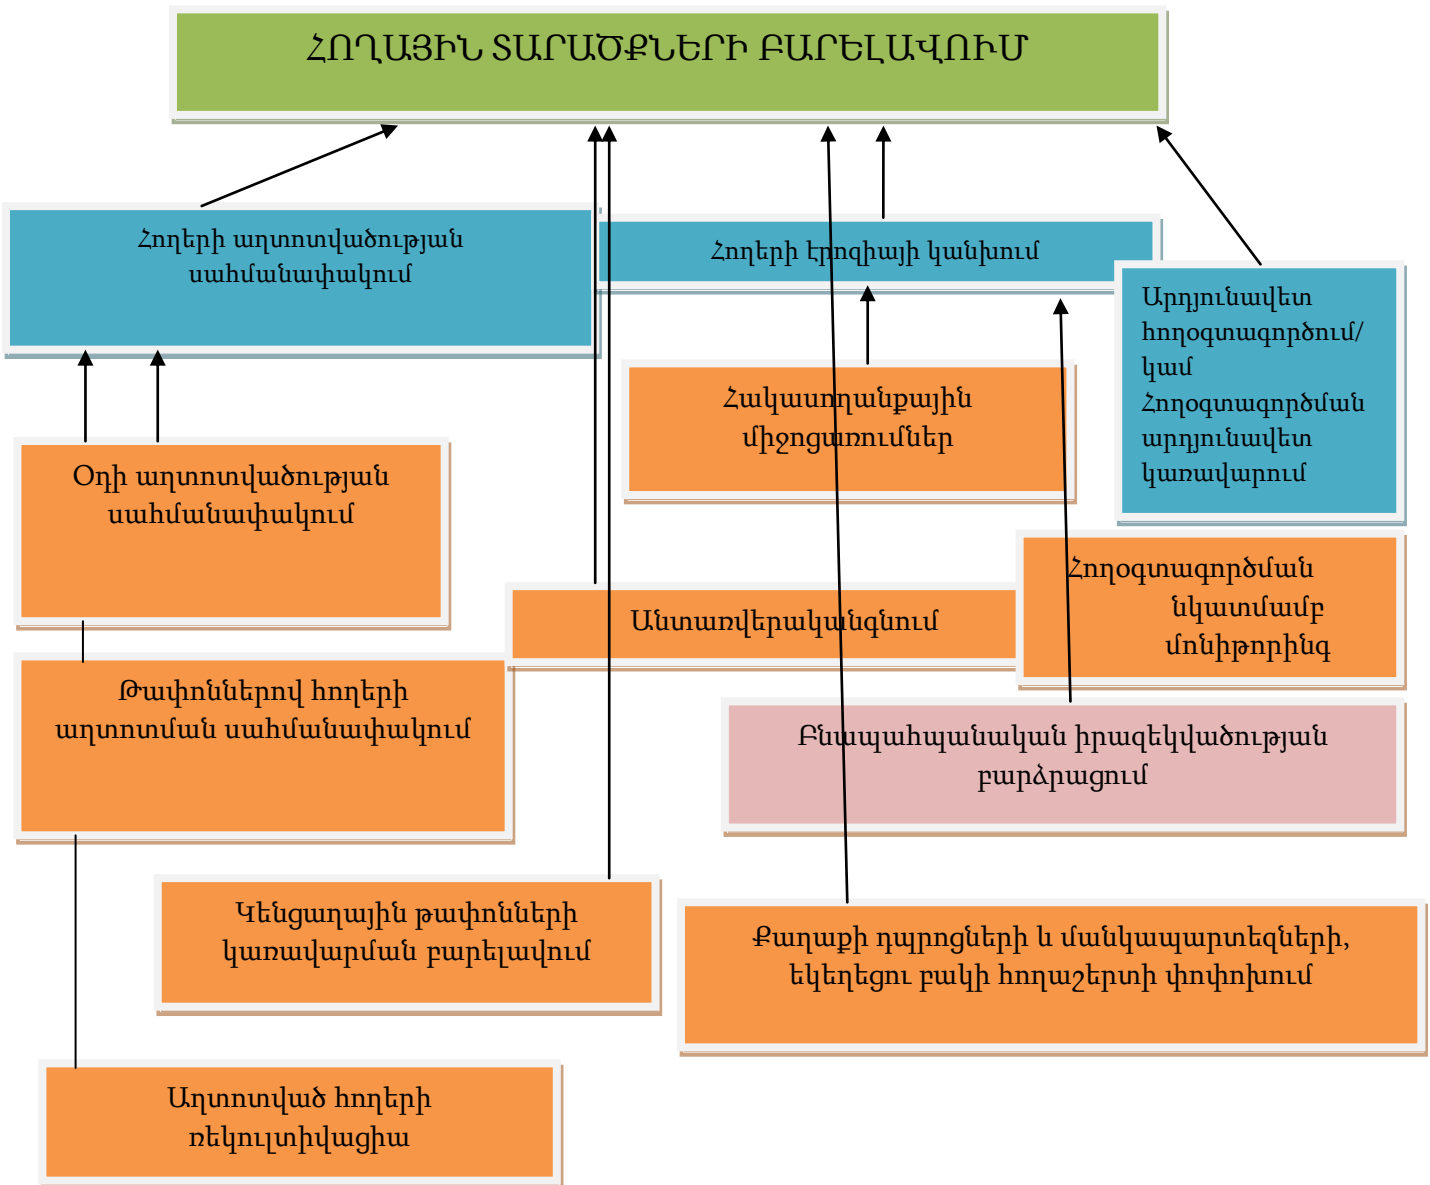 ՀՈՂԱՅԻՆ ՏԱՐԱԾՔՆԵՐԻ ԲԱՐԵԼԱՎՈՒՄ
Հողերի աղտոտվածության
սահմանափակում
Հողերի էրոզիայի կանխում
Արդյունավետ
հողօգտագործում/
կամ
Հողօգտագործման
արդյունավետ
կառավարում
Հակասողանքային
միջոցառումներ
Օդի աղտոտվածության
սահմանափակում
Հողօգտագործման
նկատմամբ
մոնիթորինգ
Անտառվերականգնում
Թափոններով հողերի
աղտոտման սահմանափակում
Բնապահպանական իրազեկվածության
բարձրացում
Կենցաղային թափոնների
կառավարման բարելավում
Քաղաքի դպրոցների և մանկապարտեզների,
եկեղեցու բակի հողաշերտի փոփոխում
Աղտոտված հողերի
ռեկուլտիվացիա